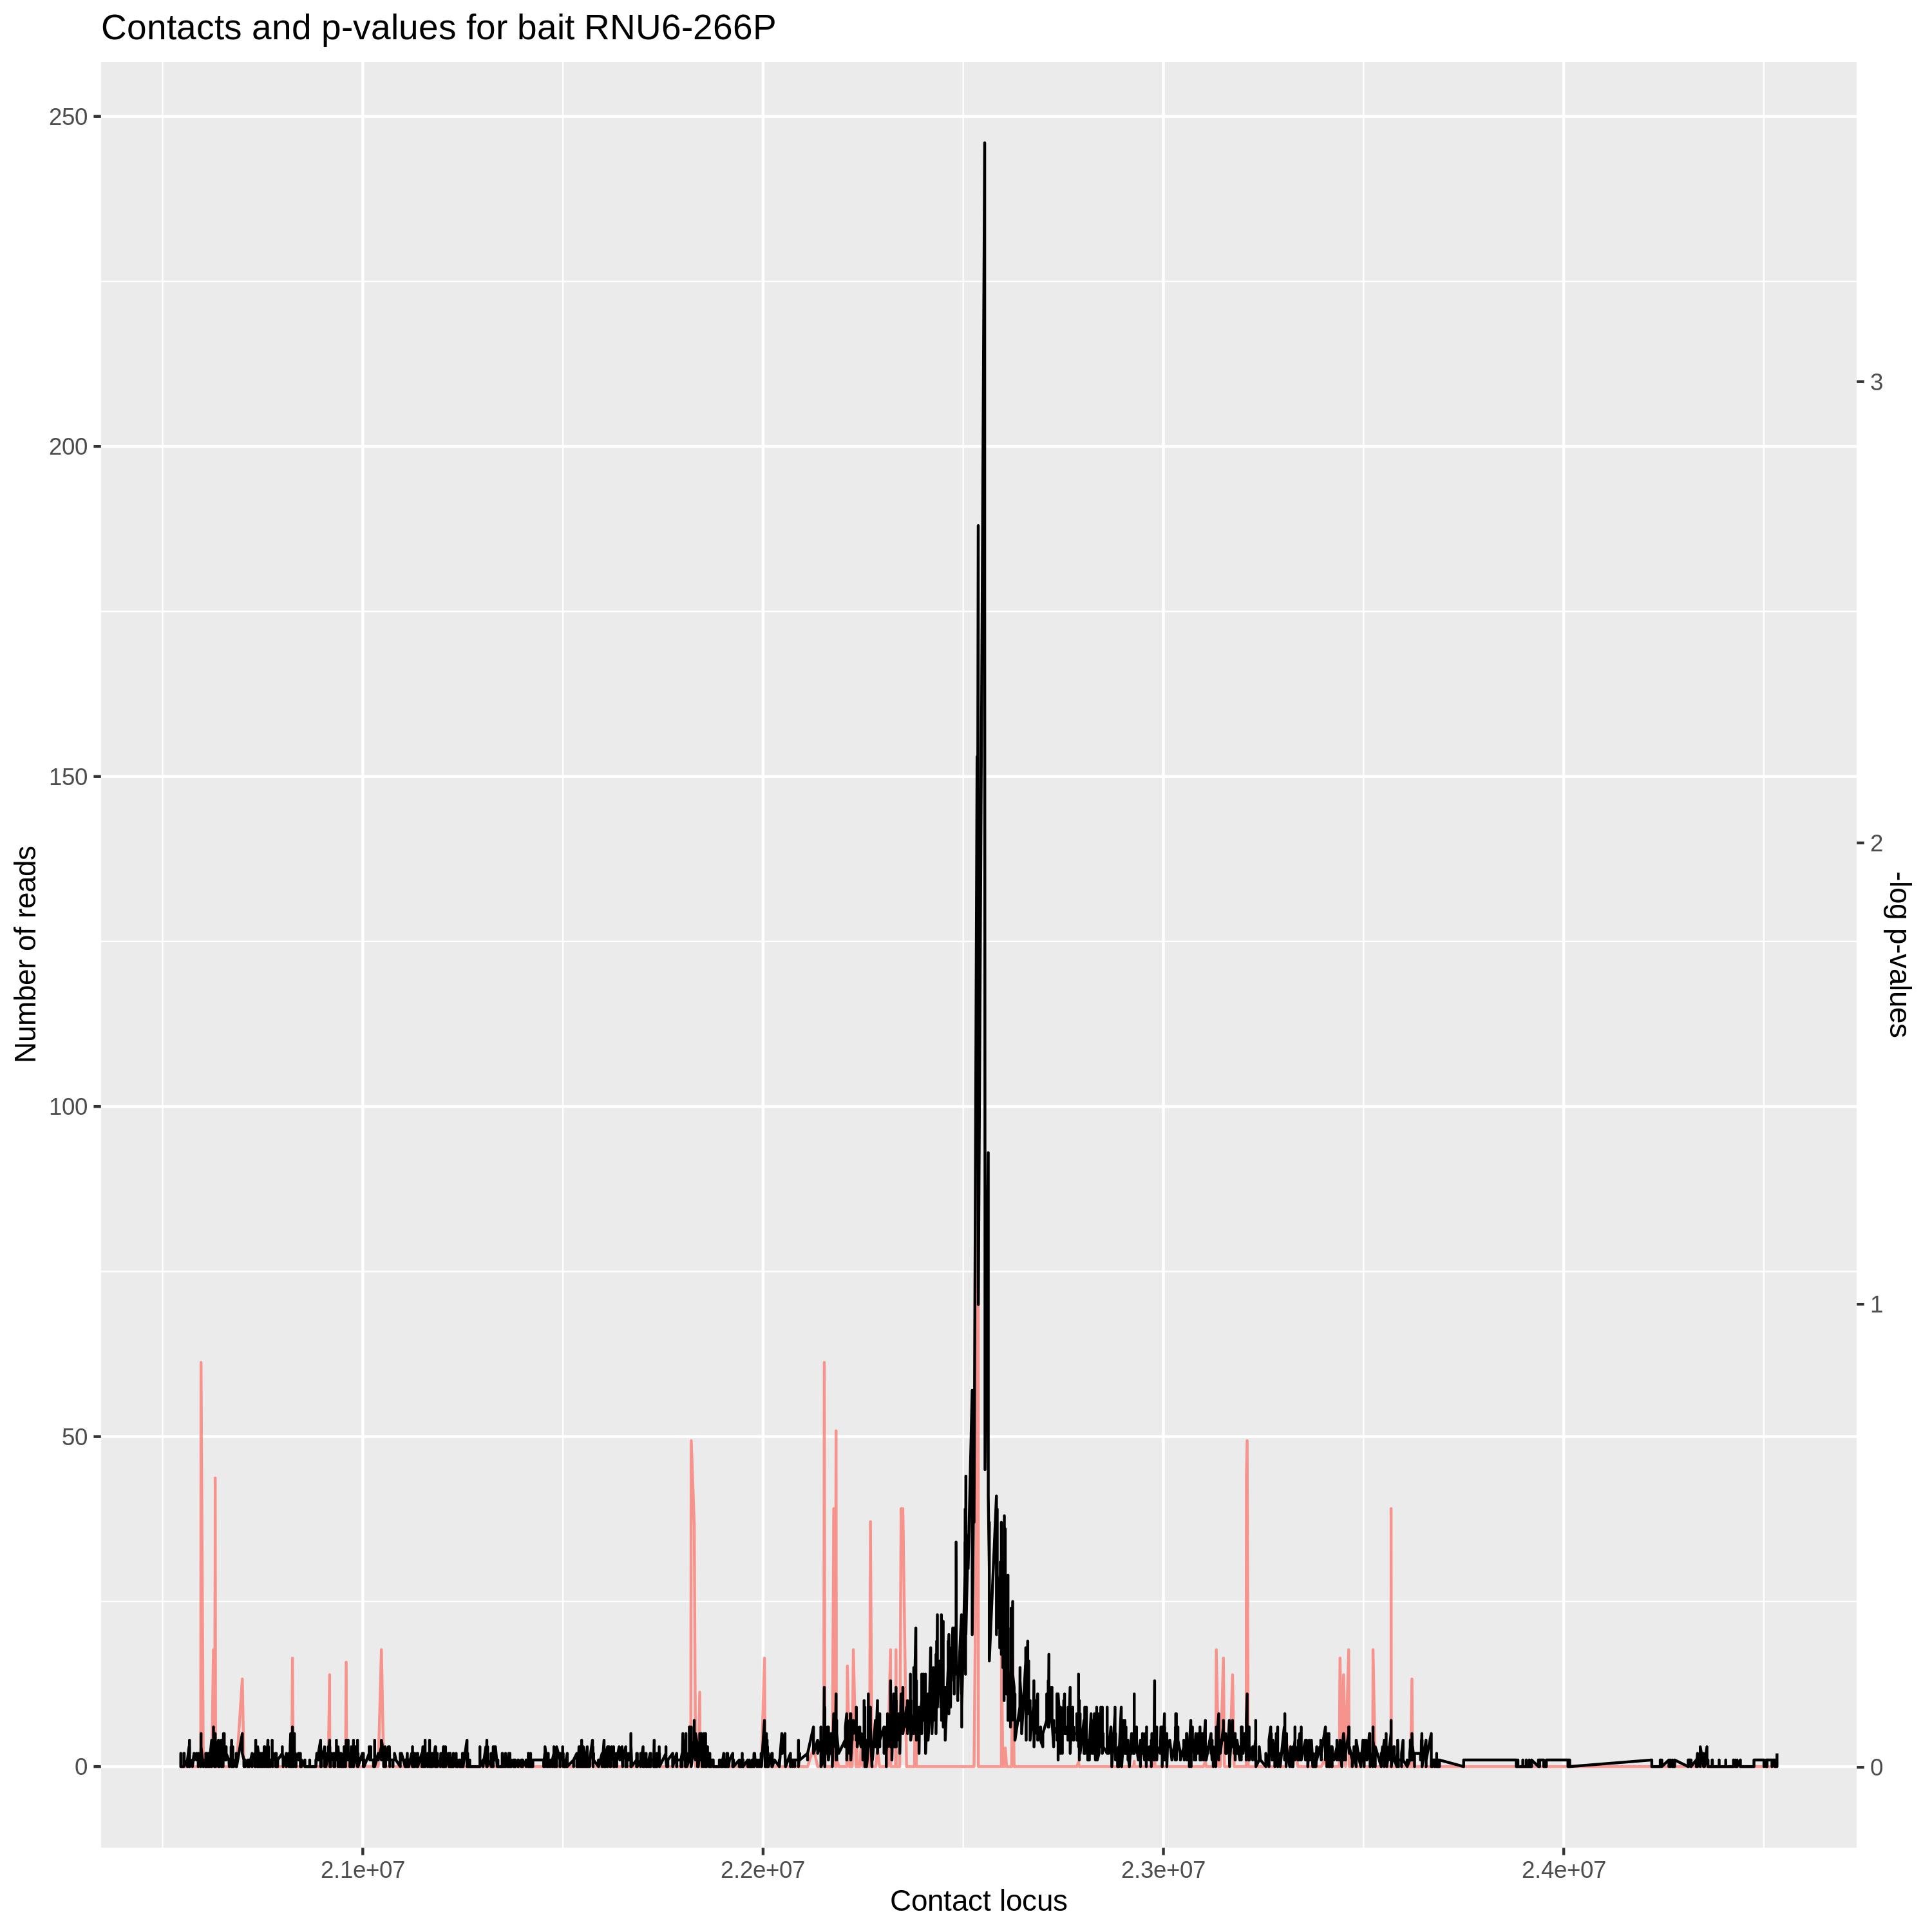 Contacts and p-values for bait RNU6-266P
250
200
150
100
50
0
Number of reads
3
2
1
0
-log p-values
2.1e+07 2.2e+07 2.3e+07 2.4e+07
Contact locus